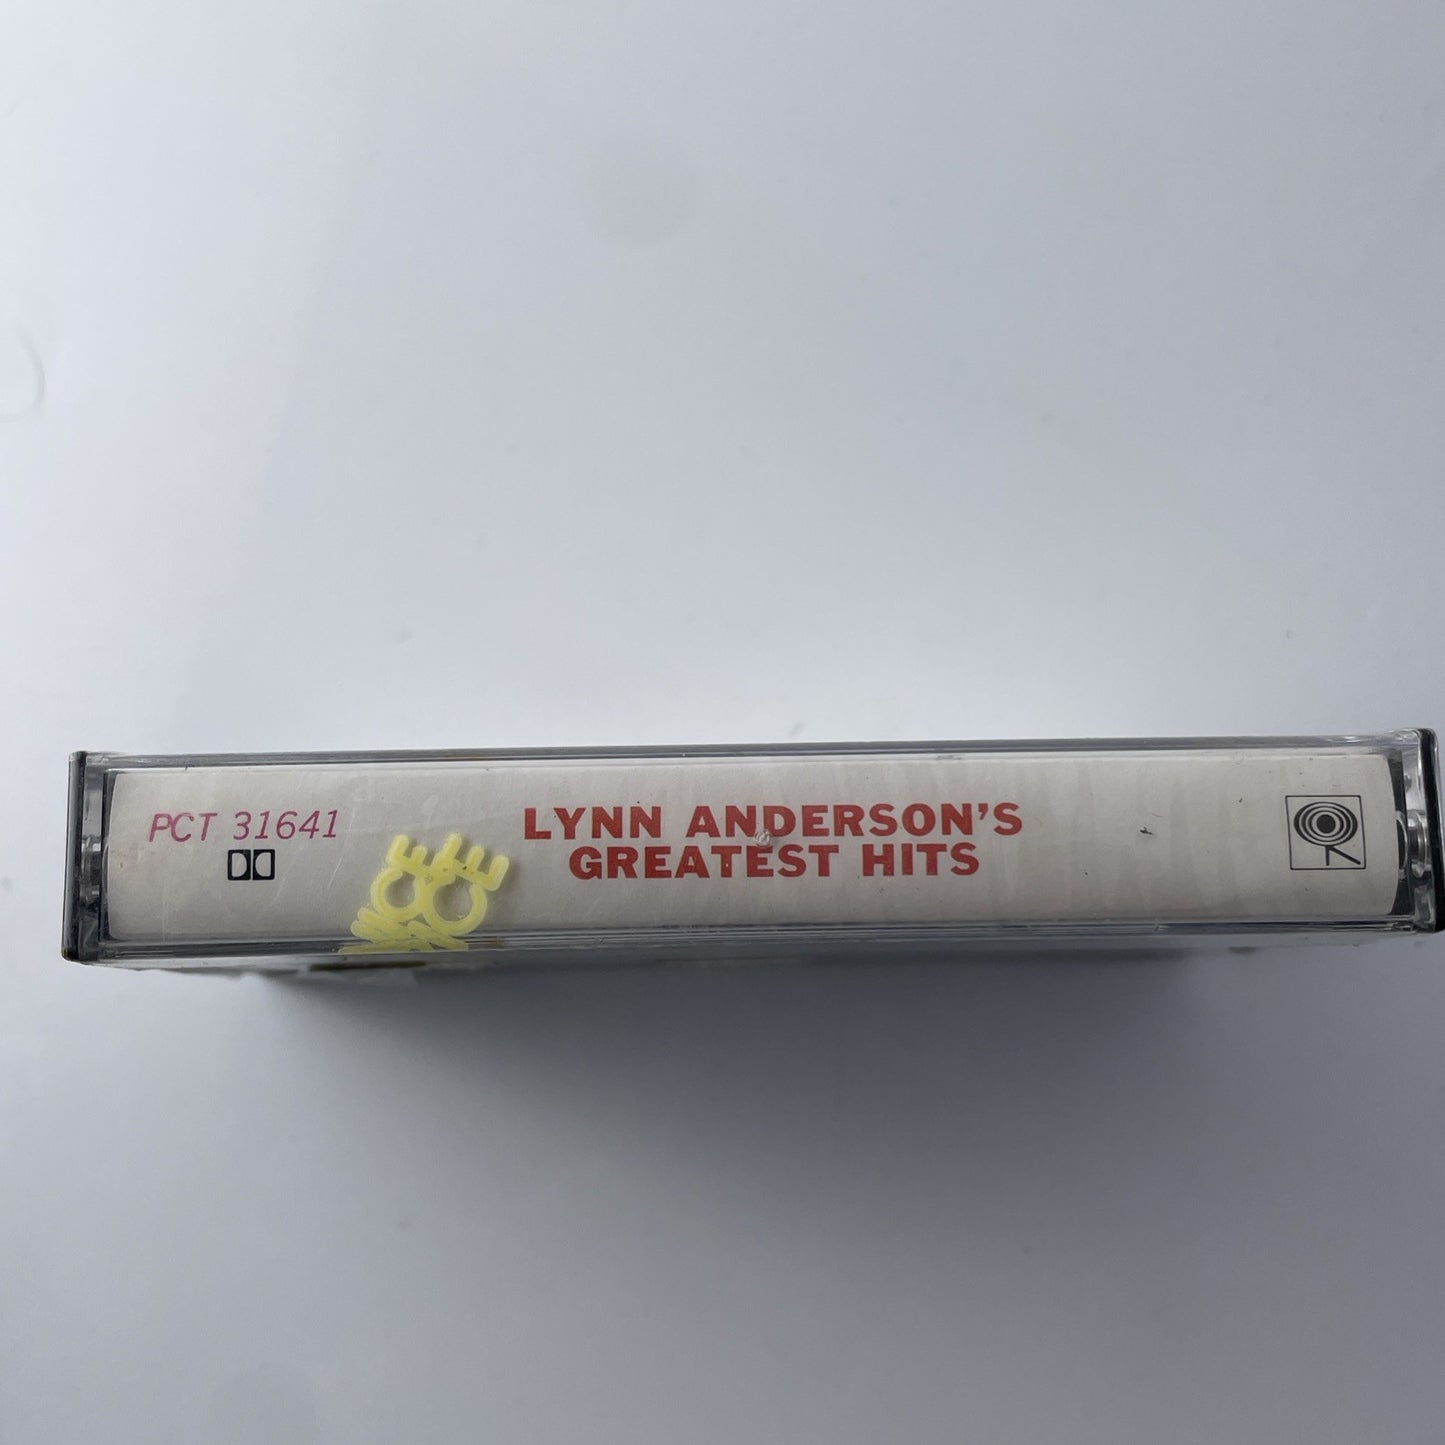 PCT 31641
LYNN ANDERSON'S
GREATEST HITS